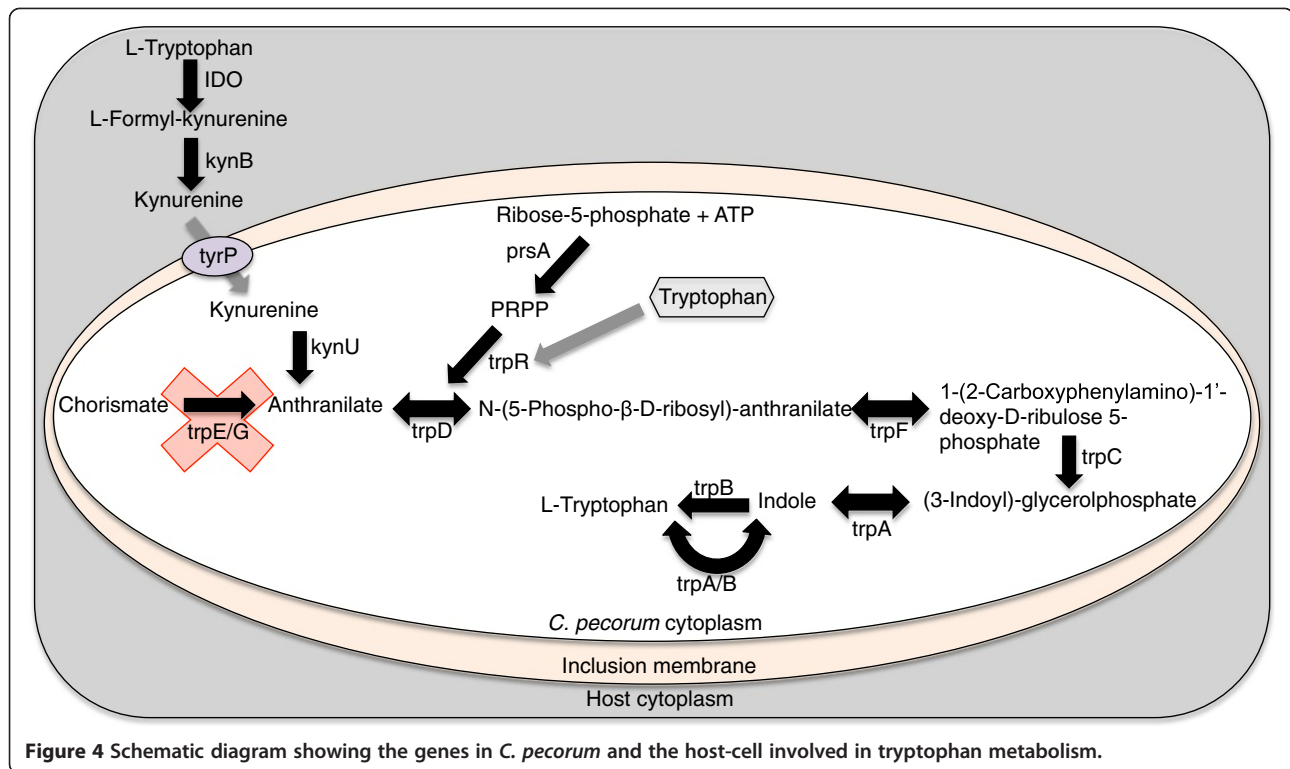 L-Tryptophan
IDO
L-Formyl-kynurenine
kynB
Kynurenine
tyrP
Kynurenine
kynU
Ribose-5-phosphate + ATP
prsA
PRPP
trpR
Tryptophan
Chorismate
trpE/G
Anthranilate
trpD
N-(5-Phospho-β-D-ribosyl)-anthranilate
trpF
1-(2-Carboxyphenylamino)-1'-
deoxy-D-ribulose 5-
phosphate
trpC
(3-Indoyl)-glycerolphosphate
trpA
Indole
trpB
L-Tryptophan
trpA/B
C. pecorum cytoplasm
Inclusion membrane
Host cytoplasm
Figure 4 Schematic diagram showing the genes in C. pecorum and the host-cell involved in tryptophan metabolism.